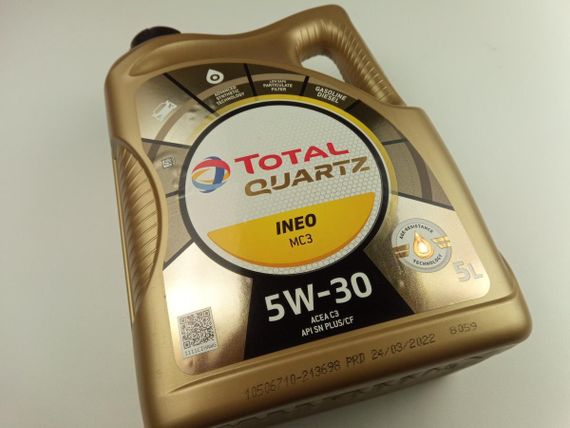 ADVANCED
SYNTHETIC
TECHNOLOGY
LOW SAPS
PARTICULATE
FILTER
GASOLINE
DIESEL
TOTAL
QUARTZ
INEO
MC3
AGE-RESISTANCE
TECHNOLOGY
5L
5W-30
ACEA C3
API SN PLUS/CF
10506710-213698 PRD 24/03/2022 8059